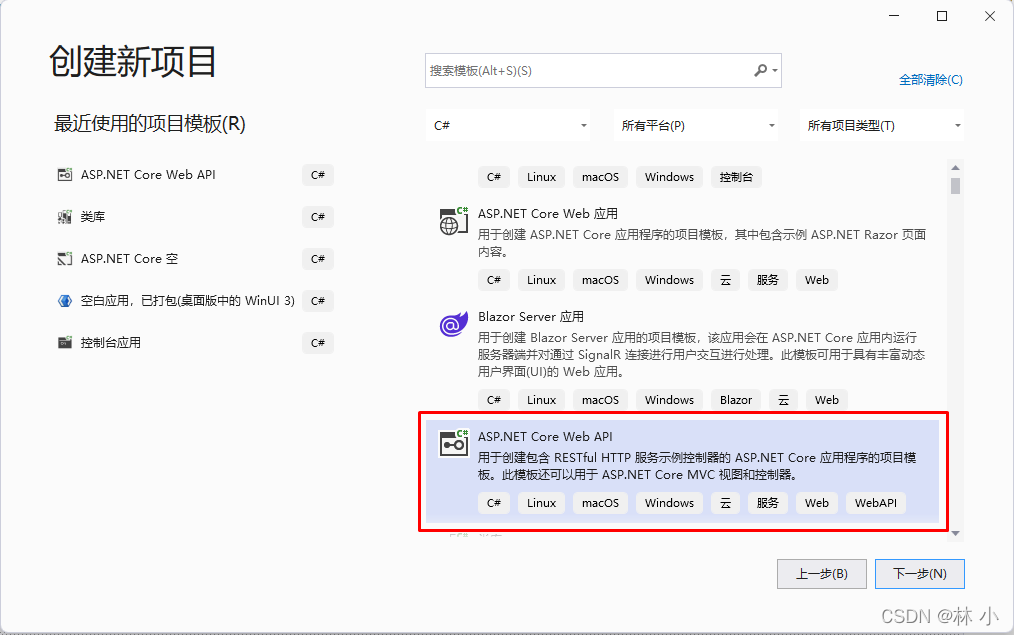 创建新项目
搜索模板(Alt+S)(S)
全部清除(C)
最近使用的项目模板(R)
C#
所有平台(P)
所有项目类型(T)
ASP.NET Core Web API
C#
类库
C#
ASP.NET Core 空
C#
空白应用，已打包(桌面版中的 WinUI 3)
C#
控制台应用
C#
C# Linux macOS Windows 控制台
ASP.NET Core Web 应用
用于创建 ASP.NET Core 应用程序的项目模板，其中包含示例 ASP.NET Razor 页面
内容。
C# Linux macOS Windows 云 服务 Web
Blazor Server 应用
用于创建 Blazor Server 应用的项目模板，该应用会在 ASP.NET Core 应用内运行
服务器端并对通过 SignalR 连接进行用户交互进行处理。此模板可用于具有丰富动态
用户界面(UI)的 Web 应用。
C# Linux macOS Windows Blazor 云 Web
ASP.NET Core Web API
用于创建包含 RESTful HTTP 服务示例控制器的 ASP.NET Core 应用程序的项目模
板。此模板还可以用于 ASP.NET Core MVC 视图和控制器。
C# Linux macOS Windows 云 服务 Web WebAPI
上一步(B)
下一步(N)
CSDN @林 小